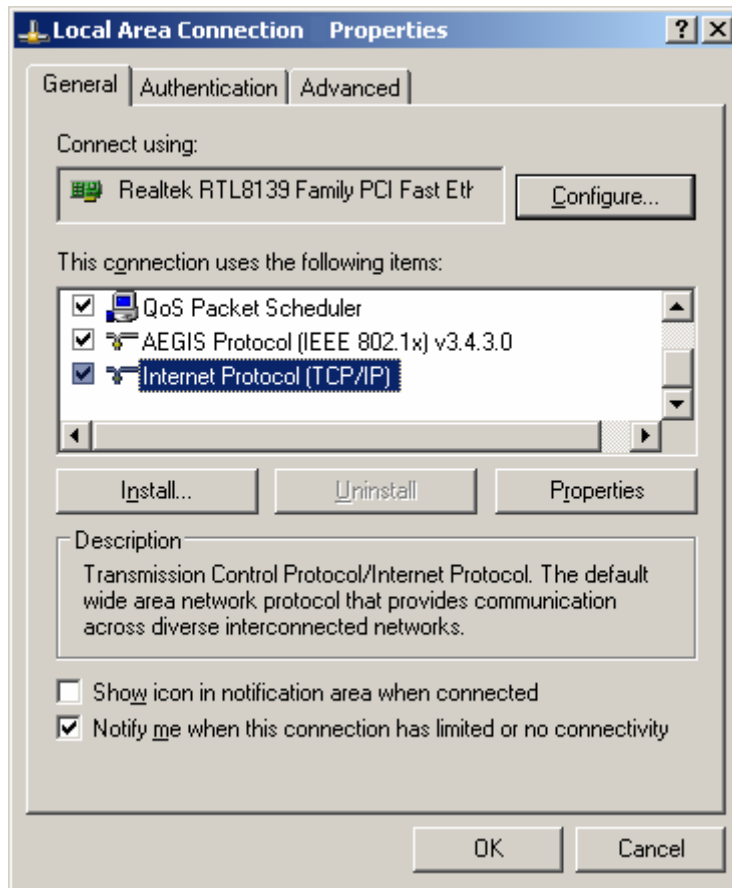 Local Area Connection Properties
General Authentication Advanced
Connect using:
Realtek RTL8139 Family PCI Fast Eth
Configure...
This connection uses the following items:
QoS Packet Scheduler
AEGIS Protocol (IEEE 802.1x) v3.4.3.0
Internet Protocol (TCP/IP)
Install... Uninstall Properties
Description
Transmission Control Protocol/Internet Protocol. The default
wide area network protocol that provides communication
across diverse interconnected networks.
Show icon in notification area when connected
Notify me when this connection has limited or no connectivity
OK Cancel